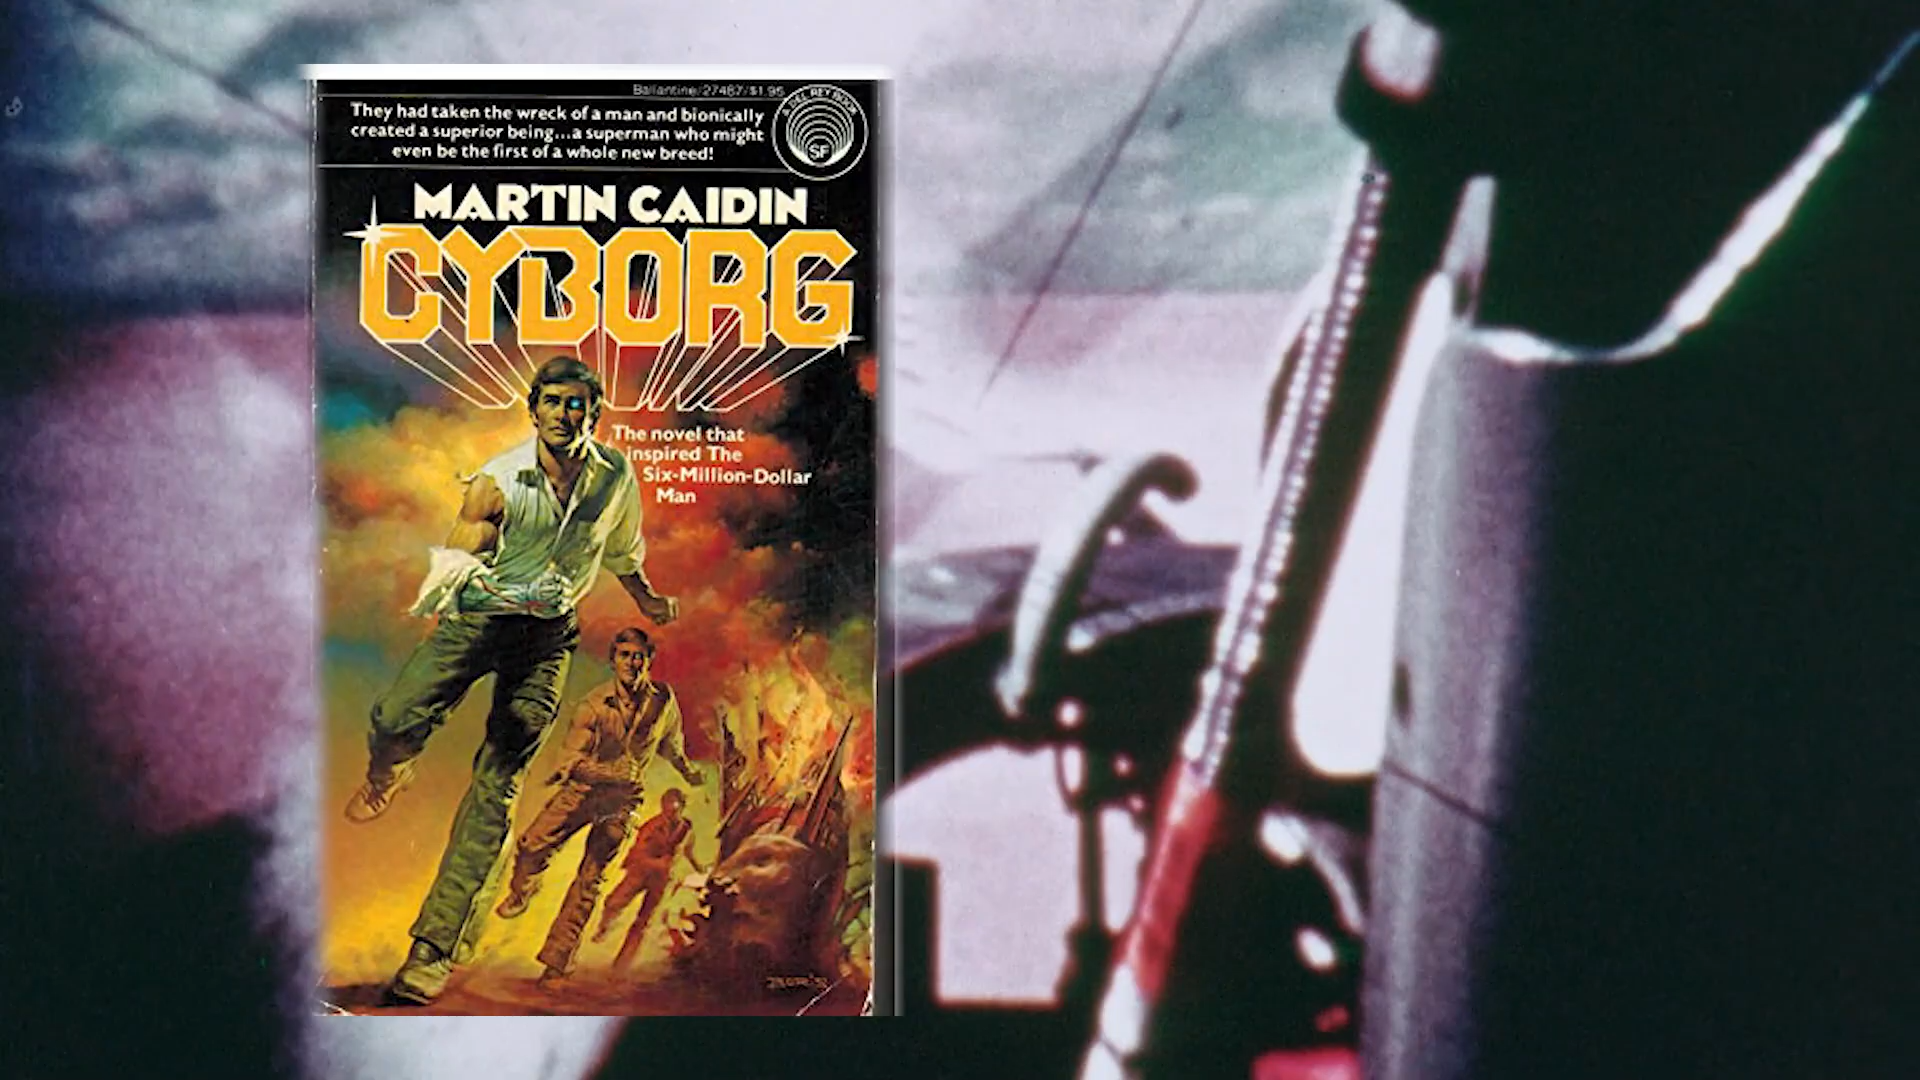 Ballantine/27487/$1.95
They had taken the wreck of a man and bionically
created a superior being...a superman who might
even be the first of a whole new breed!
A DEL REY BOOK
SF
MARTIN CAIDIN
CYBORG
The novel that
inspired The
Six-Million-Dollar
Man